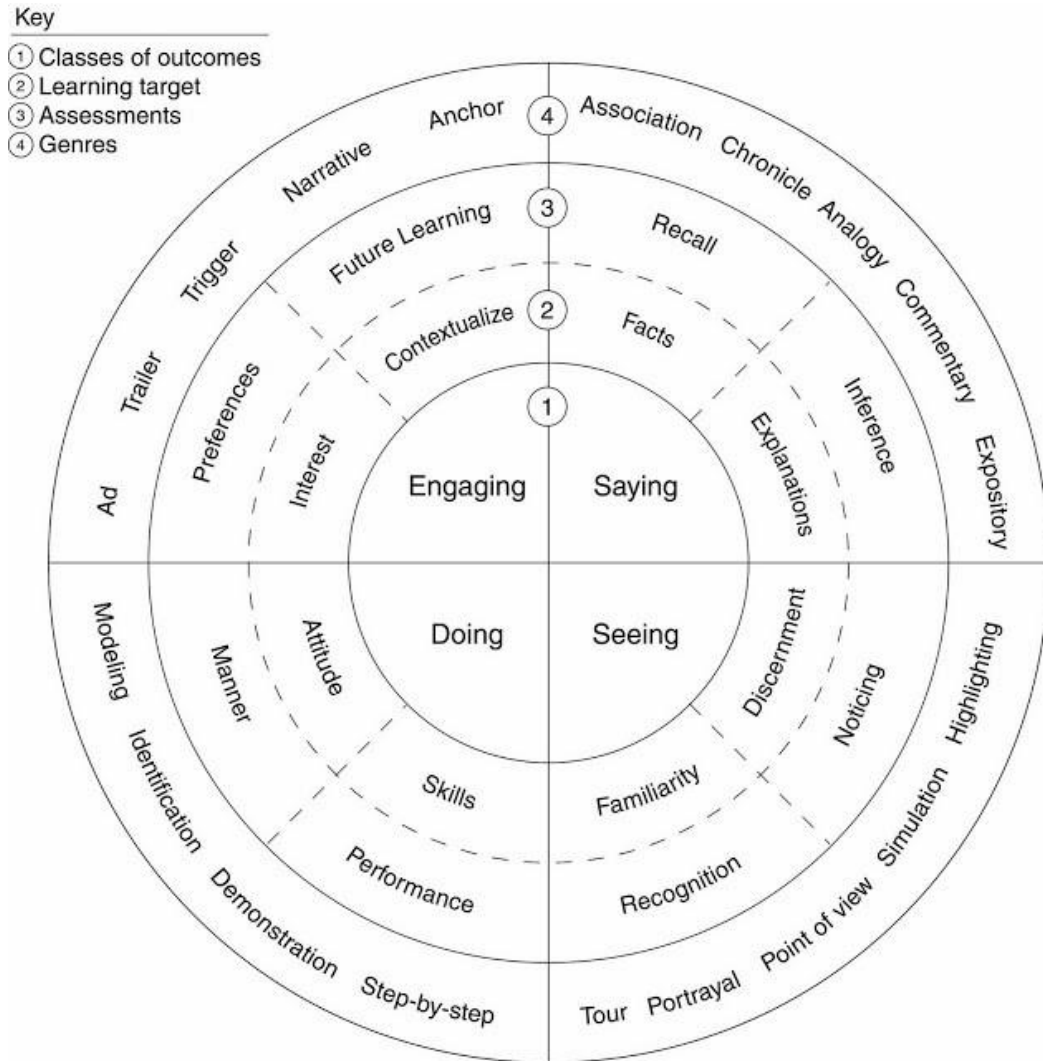 Key
1 Classes of outcomes
2 Learning target
3 Assessments
4 Genres
4
Association
Chronicle
Analogy
Commentary
Expository
Highlighting
Simulation
Point of view
Portrayal
Tour
Step-by-step
Demonstration
Identification
Modeling
Ad
Trailer
Trigger
Narrative
Anchor
3
Recall
Inference
Noticing
Recognition
Performance
Manner
Preferences
Future Learning
2
Facts
Explanations
Discernment
Familiarity
Skills
Attitude
Interest
Contextualize
1
Engaging
Saying
Doing
Seeing